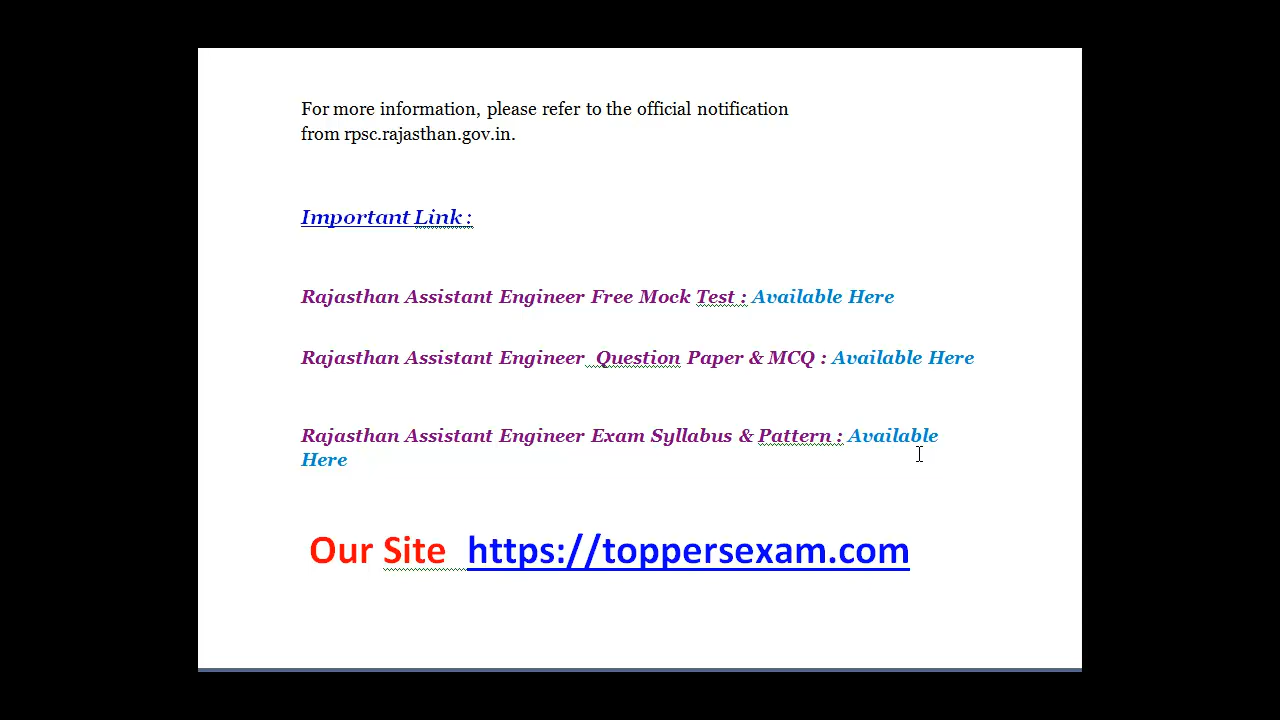 For more information, please refer to the official notification
from rpsc.rajasthan.gov.in.
Important Link :
Rajasthan Assistant Engineer Free Mock Test : Available Here
Rajasthan Assistant Engineer  Question Paper & MCQ : Available Here
Rajasthan Assistant Engineer Exam Syllabus & Pattern : Available
Here
Our Site  https://toppersexam.com